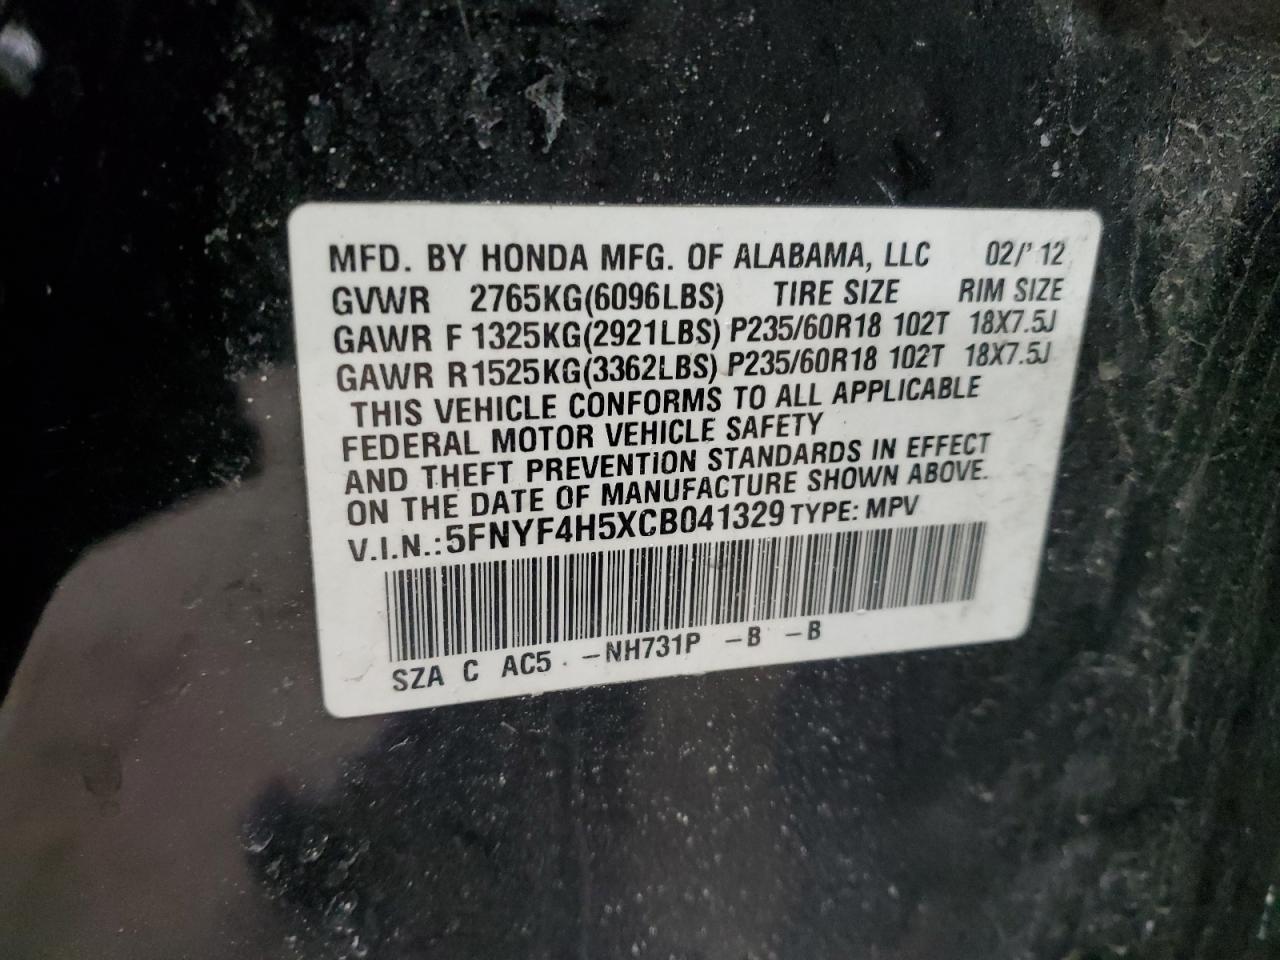 MFD. BY HONDA MFG. OF ALABAMA, LLC 02/' 12
GVWR 2765KG(6096LBS) TIRE SIZE RIM SIZE
GAWR F 1325KG(2921LBS) P235/60R18 102T 18X7.5J
GAWR R 1525KG(3362LBS) P235/60R18 102T 18X7.5J
THIS VEHICLE CONFORMS TO ALL APPLICABLE
FEDERAL MOTOR VEHICLE SAFETY
AND THEFT PREVENTION STANDARDS IN EFFECT
ON THE DATE OF MANUFACTURE SHOWN ABOVE.
V.I.N.:5FNYF4H5XCB041329 TYPE: MPV
SZA C AC5 -NH731P -B -B